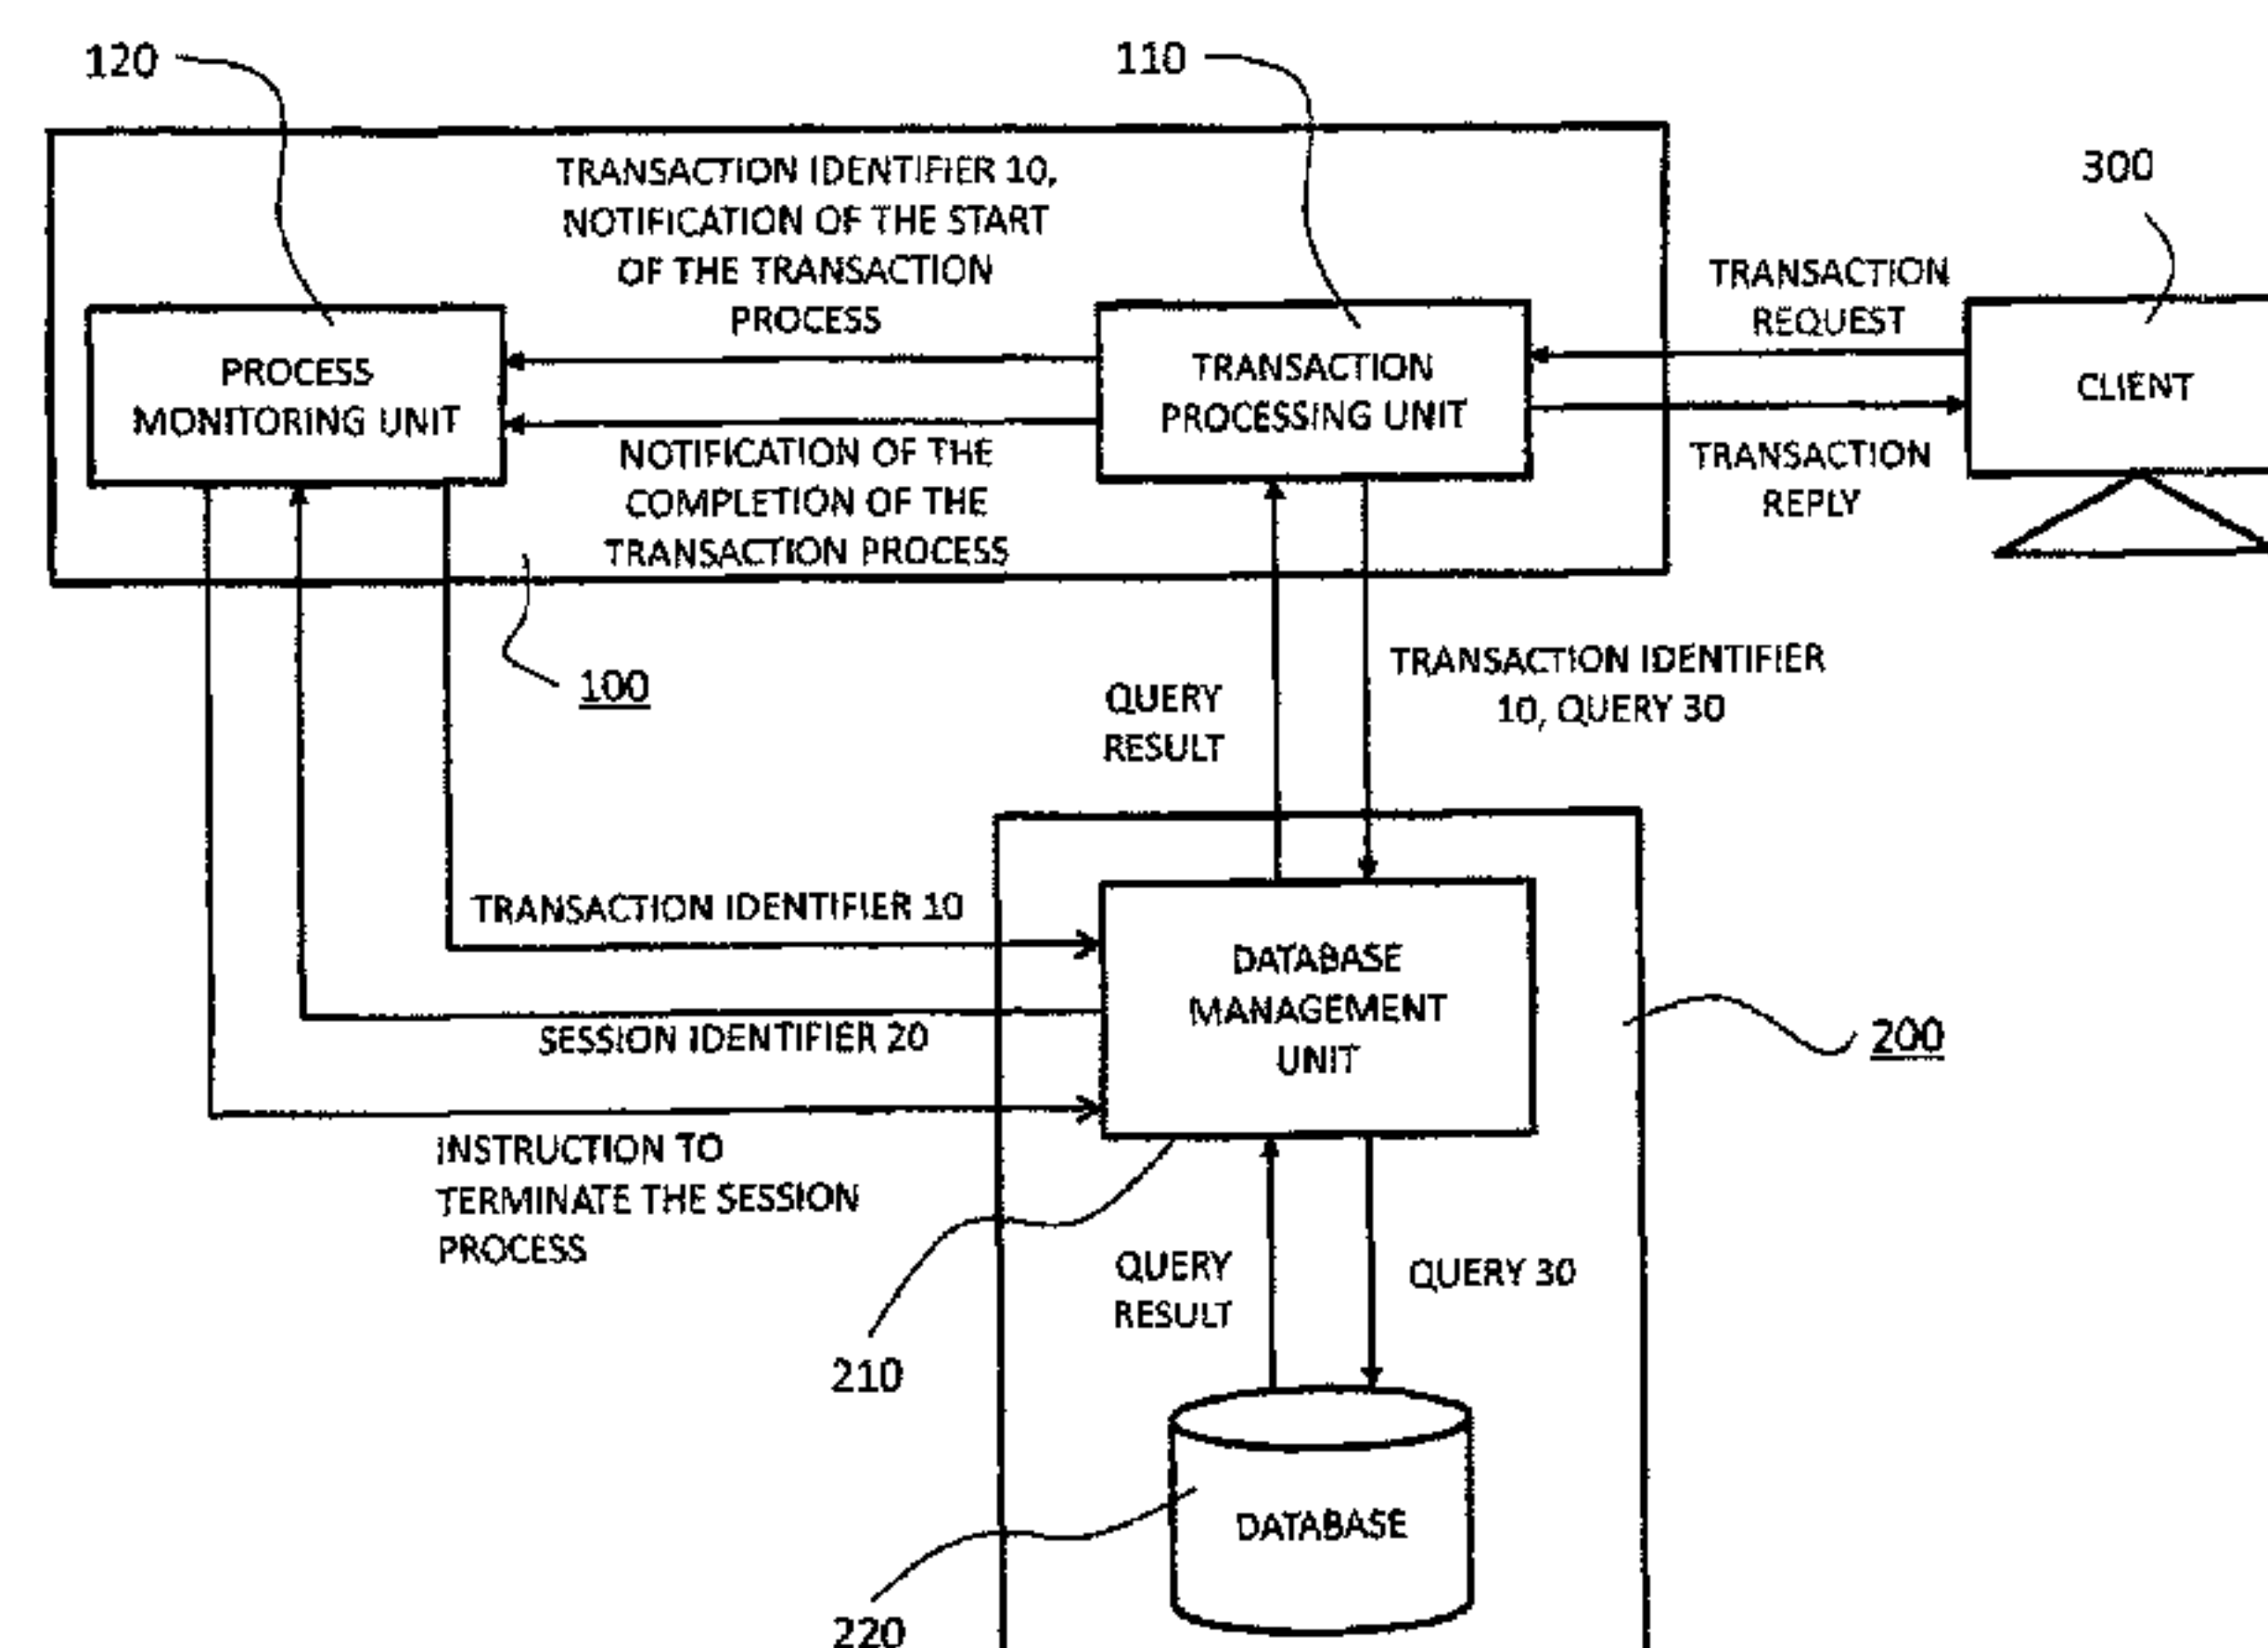 120
110
300
TRANSACTION IDENTIFIER 10,
NOTIFICATION OF THE START
OF THE TRANSACTION
PROCESS
PROCESS
MONITORING UNIT
TRANSACTION
PROCESSING UNIT
TRANSACTION
REQUEST
CLIENT
TRANSACTION
REPLY
NOTIFICATION OF THE
COMPLETION OF THE
TRANSACTION PROCESS
100
QUERY
RESULT
TRANSACTION IDENTIFIER
10, QUERY 30
TRANSACTION IDENTIFIER 10
SESSION IDENTIFIER 20
DATABASE
MANAGEMENT
UNIT
200
INSTRUCTION TO
TERMINATE THE SESSION
PROCESS
210
QUERY
RESULT
QUERY 30
DATABASE
220